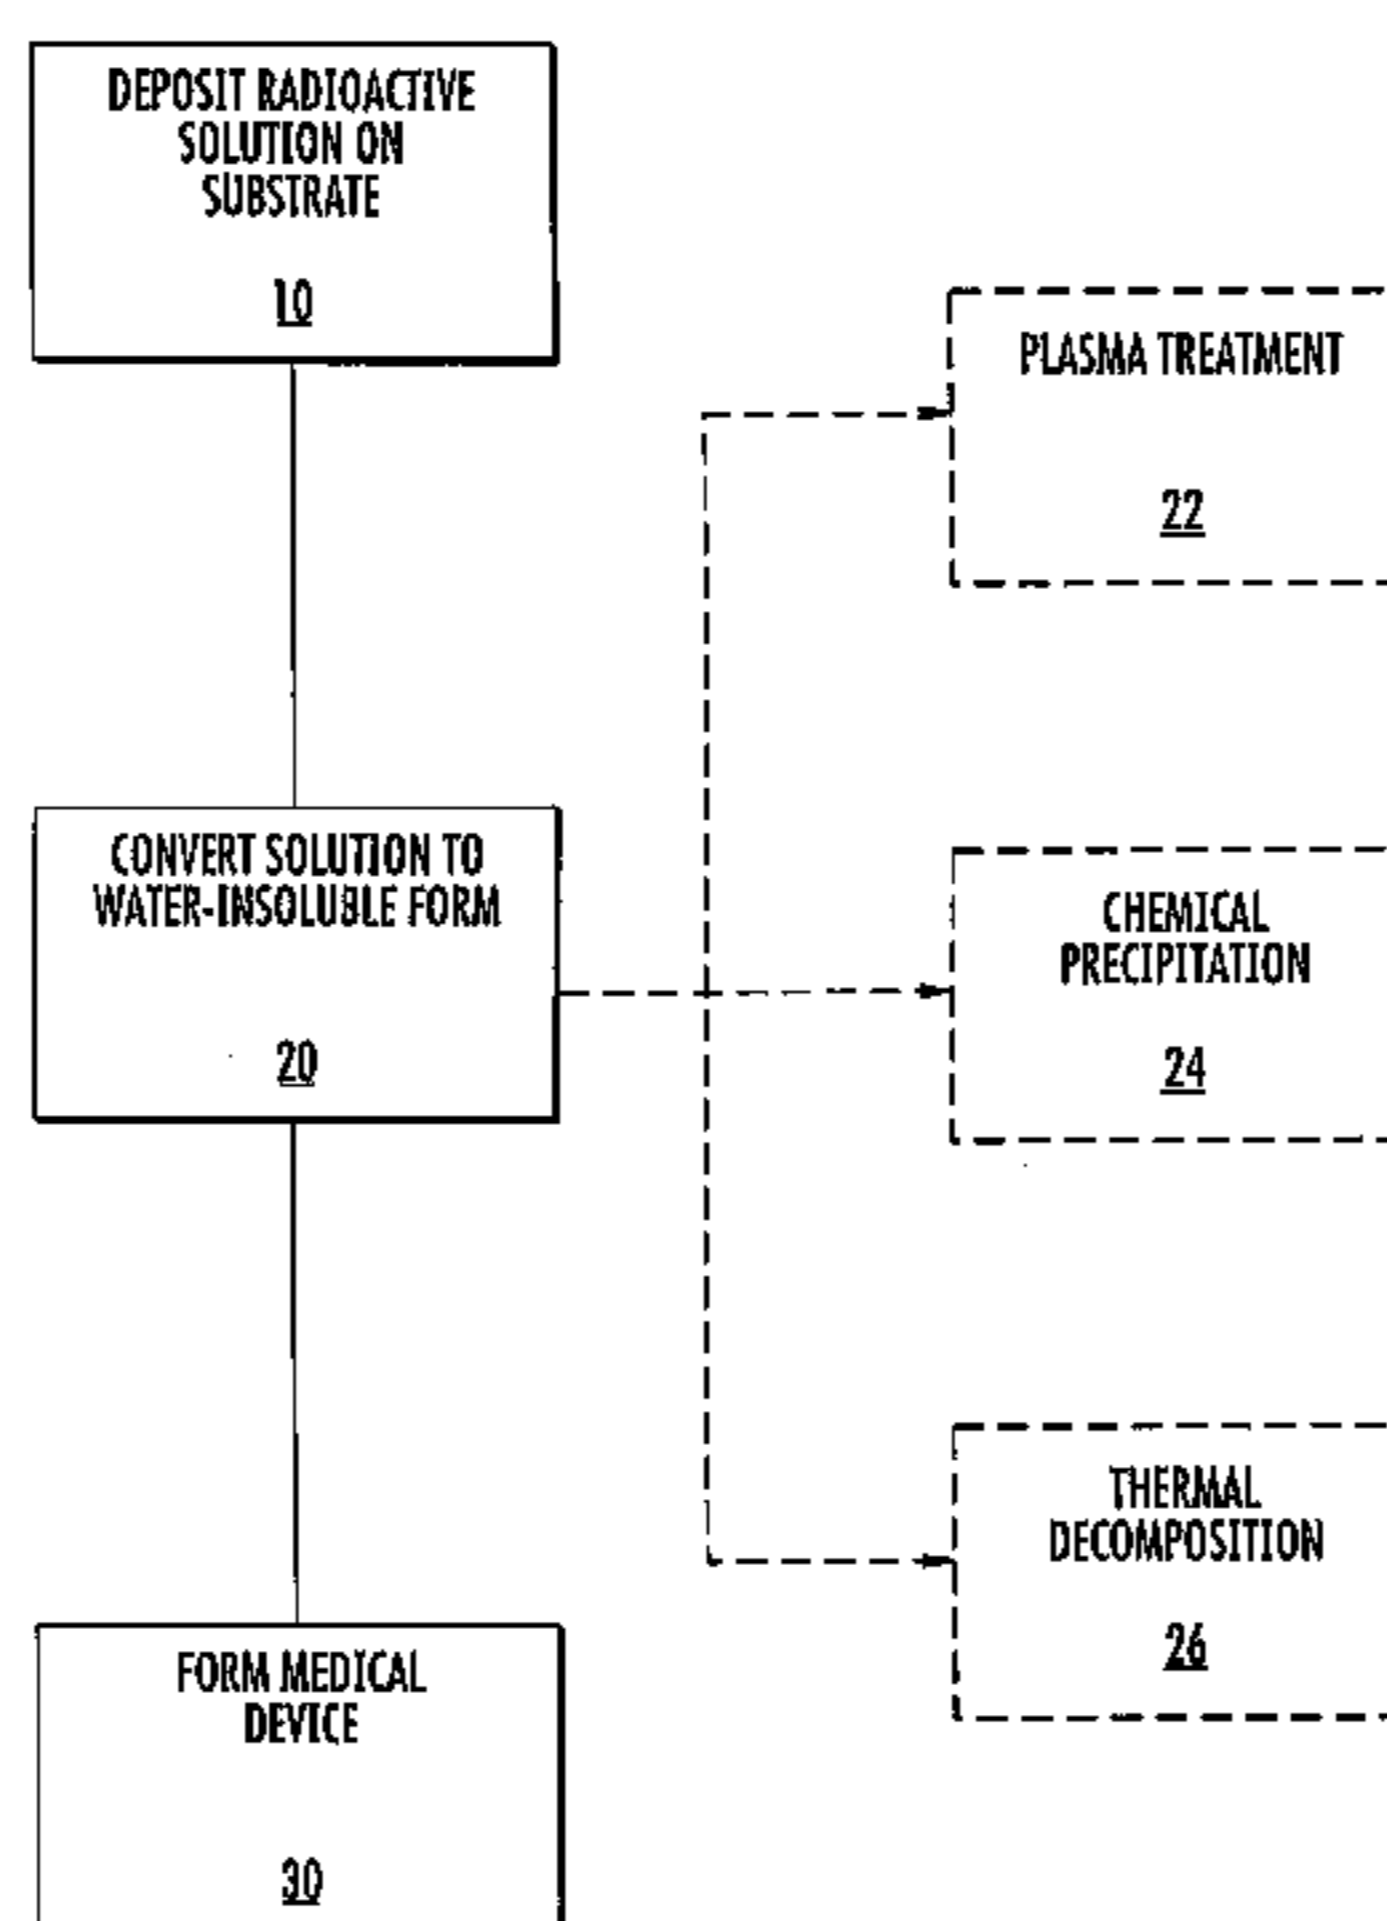 DEPOSIT RADIOACTIVE
SOLUTION ON
SUBSTRATE
10
PLASMA TREATMENT
22
CONVERT SOLUTION TO
WATER-INSOLUBLE FORM
20
CHEMICAL
PRECIPITATION
24
THERMAL
DECOMPOSITION
26
FORM MEDICAL
DEVICE
30